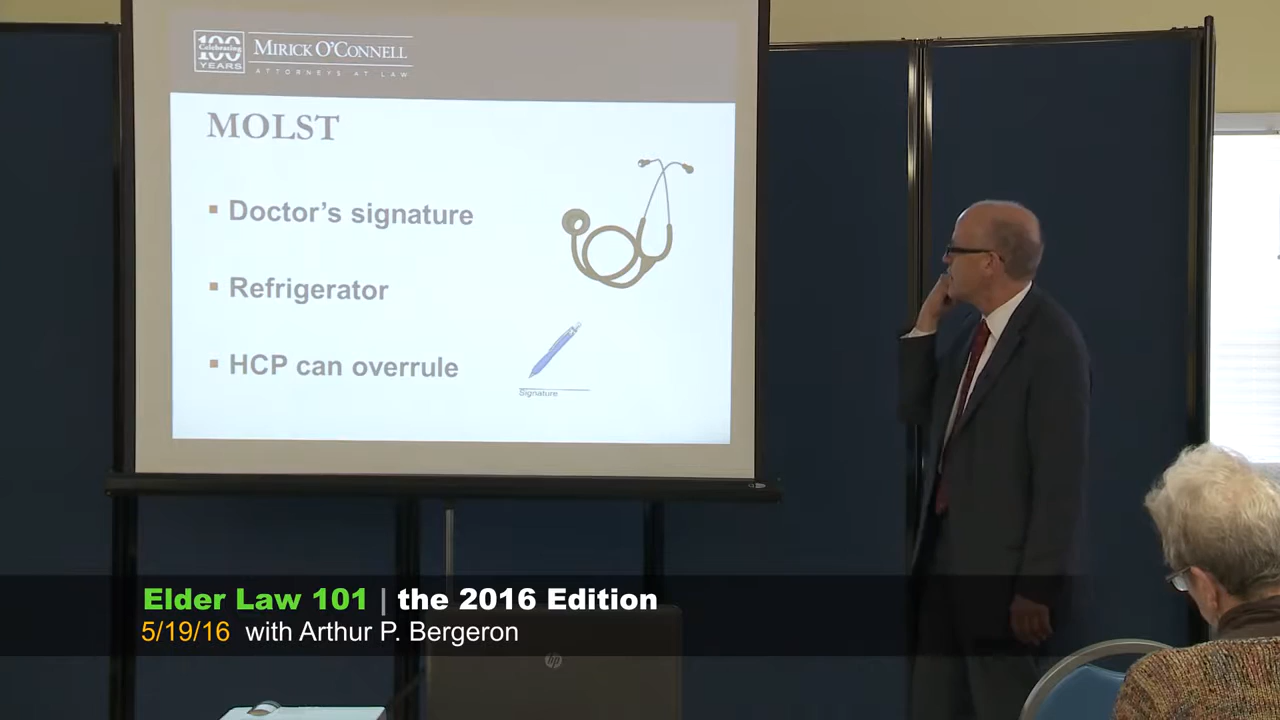 Celebrating
100
YEARS
MIRICK O'CONNELL
ATTORNEYS AT LAW
MOLST
Doctor's signature
Refrigerator
HCP can overrule
Signature
Elder Law 101 | the 2016 Edition
5/19/16 with Arthur P. Bergeron
hp